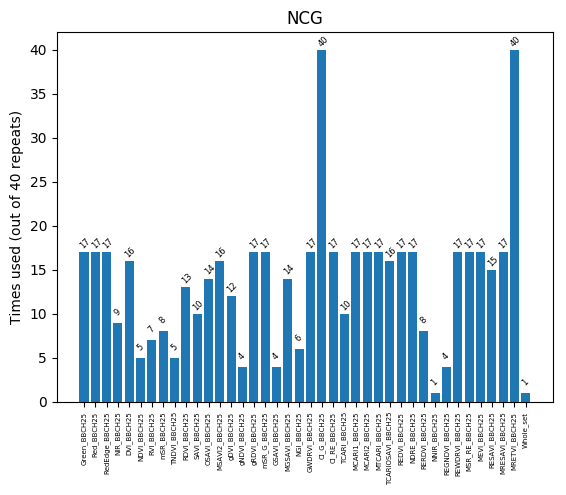 NCG
Times used (out of 40 repeats)
40
35
30
25
20
15
10
5
0
17
17
17
9
16
5
7
8
5
13
10
14
16
12
4
17
17
4
14
6
17
40
17
10
17
17
17
16
17
17
8
1
4
17
17
17
15
17
40
1
Green_BBCH25
Red_BBCH25
RedEdge_BBCH25
NIR_BBCH25
DVI_BBCH25
NDVI_BBCH25
RVI_BBCH25
mSR_BBCH25
TNDVI_BBCH25
RDVI_BBCH25
SAVI_BBCH25
OSAVI_BBCH25
MSAVI2_BBCH25
gDVI_BBCH25
gNDVI_BBCH25
gRDVI_BBCH25
mSR_G_BBCH25
GSAVI_BBCH25
MGSAVI_BBCH25
NGI_BBCH25
GWDRVI_BBCH25
CI_G_BBCH25
CI_RE_BBCH25
TCARI_BBCH25
MCARI1_BBCH25
MCARI2_BBCH25
MTCARI_BBCH25
TCARIOSAVI_BBCH25
REDVI_BBCH25
NDRE_BBCH25
RERDVI_BBCH25
NNIR_BBCH25
REGNDVI_BBCH25
REWDRVI_BBCH25
MSR_RE_BBCH25
MEVI_BBCH25
RESAVI_BBCH25
MRESAVI_BBCH25
MRETVI_BBCH25
Whole_set